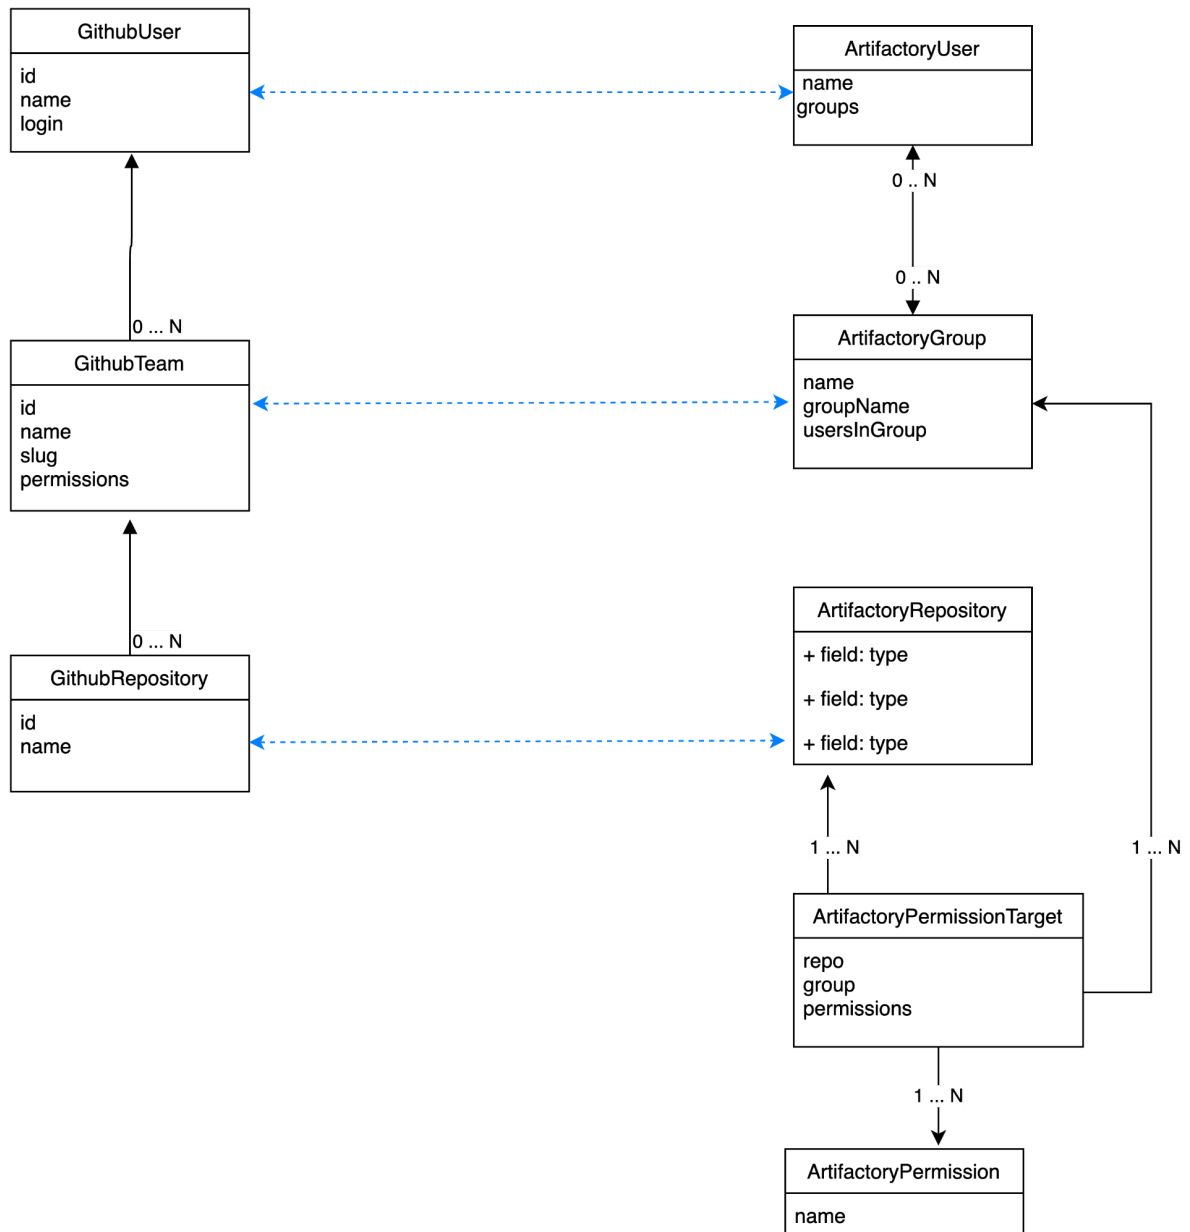 GithubUser
id
name
login
ArtifactoryUser
name
groups
0 .. N
0 .. N
0 ... N
GithubTeam
id
name
slug
permissions
ArtifactoryGroup
name
groupName
usersInGroup
0 ... N
GithubRepository
id
name
ArtifactoryRepository
+ field: type
+ field: type
+ field: type
1 ... N
1 ... N
ArtifactoryPermissionTarget
repo
group
permissions
1 ... N
ArtifactoryPermission
name